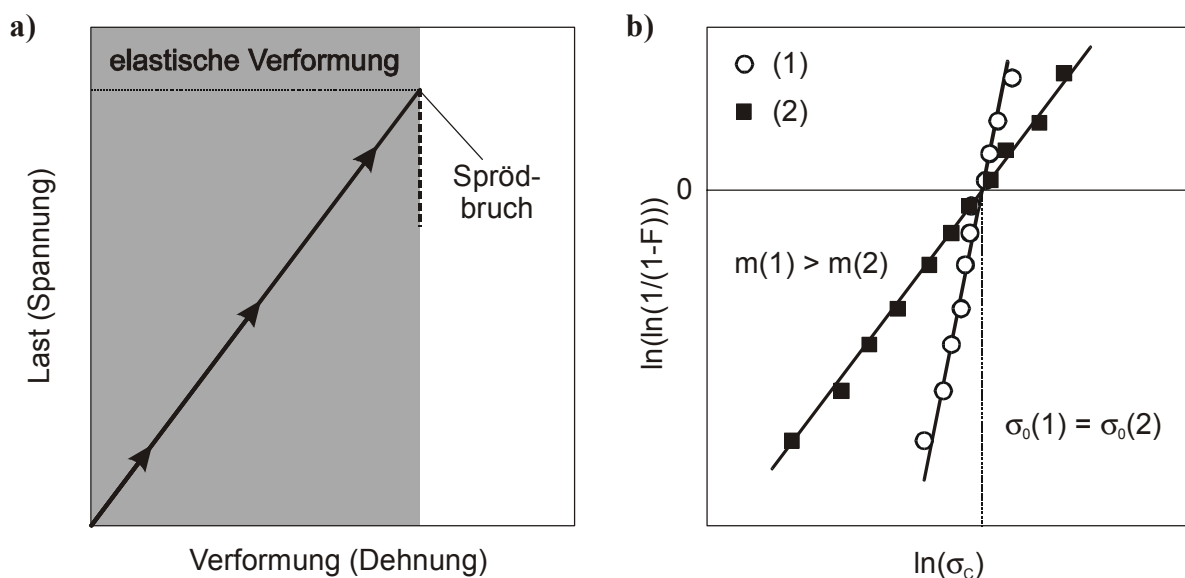 a)
elastische Verformung
Spröd-
bruch
Last (Spannung)
Verformung (Dehnung)
b)
(1)
(2)
0
m(1) > m(2)
σ₀(1) = σ₀(2)
ln(ln(1/(1-F)))
ln(σ_C)